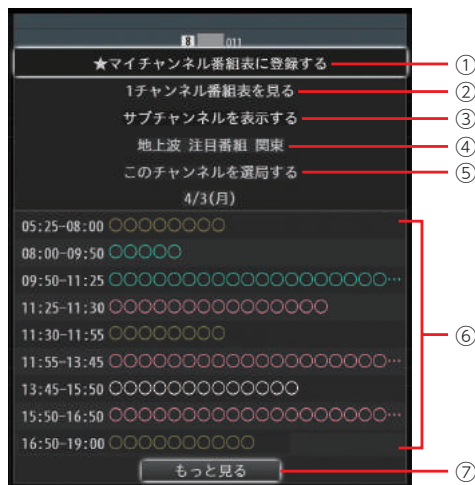 8 011
★マイチャンネル番組表に登録する ①
1チャンネル番組表を見る ②
サブチャンネルを表示する ③
地上波 注目番組 関東 ④
このチャンネルを選局する ⑤
4/3(月)
05:25-08:00 ○○○○○○○○
08:00-09:50 ○○○○○
09:50-11:25 ○○○○○○○○○○○○○○○○○○○…
11:25-11:30 ○○○○○○○○○○○○○○○
11:30-11:55 ○○○○○○○○
11:55-13:45 ○○○○○○○○○○○○○○○○○○○…
13:45-15:50 ○○○○○○○○○○○○○
15:50-16:50 ○○○○○○○○○○○○○○○○○○○…
16:50-19:00 ○○○○○○○○○○
⑥
もっと見る ⑦